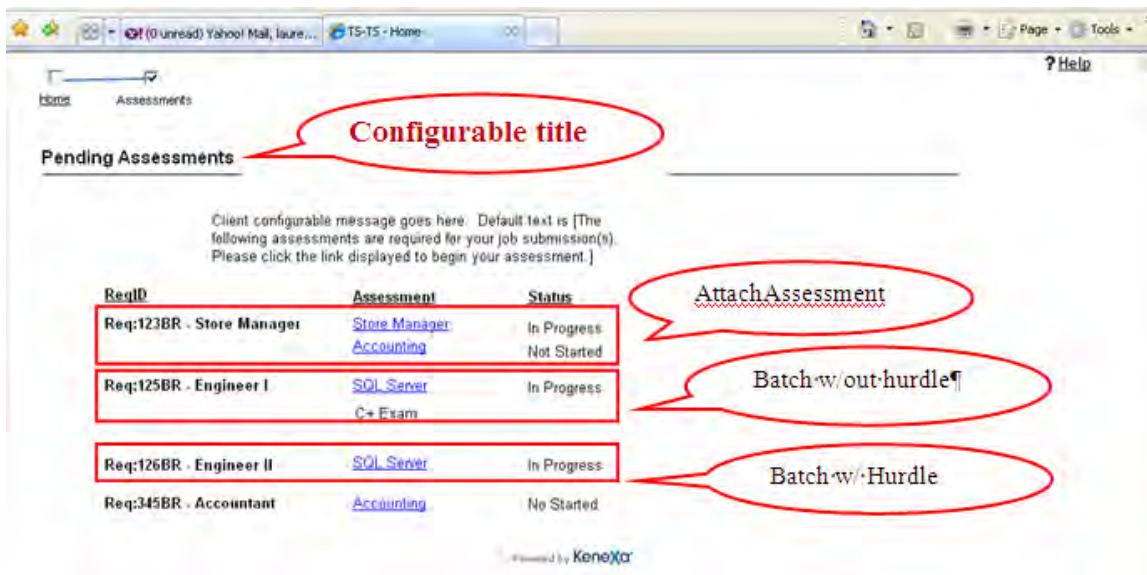 (0 unread) Yahoo! Mail, laure... TS-TS - Home Page Tools
? Help
Home Assessments
Configurable title
Pending Assessments
Client configurable message goes here. Default text is [The
following assessments are required for your job submission(s).
Please click the link displayed to begin your assessment.]
ReqID Assessment Status
AttachAssessment
Req:123BR - Store Manager Store Manager In Progress
Accounting Not Started
Req:125BR - Engineer I SQL Server In Progress
Batch·w/out·hurdle¶
C+ Exam
Req:126BR - Engineer II SQL Server In Progress
Batch·w/·Hurdle
Req:345BR - Accountant Accounting No Started
Powered by Kenexa